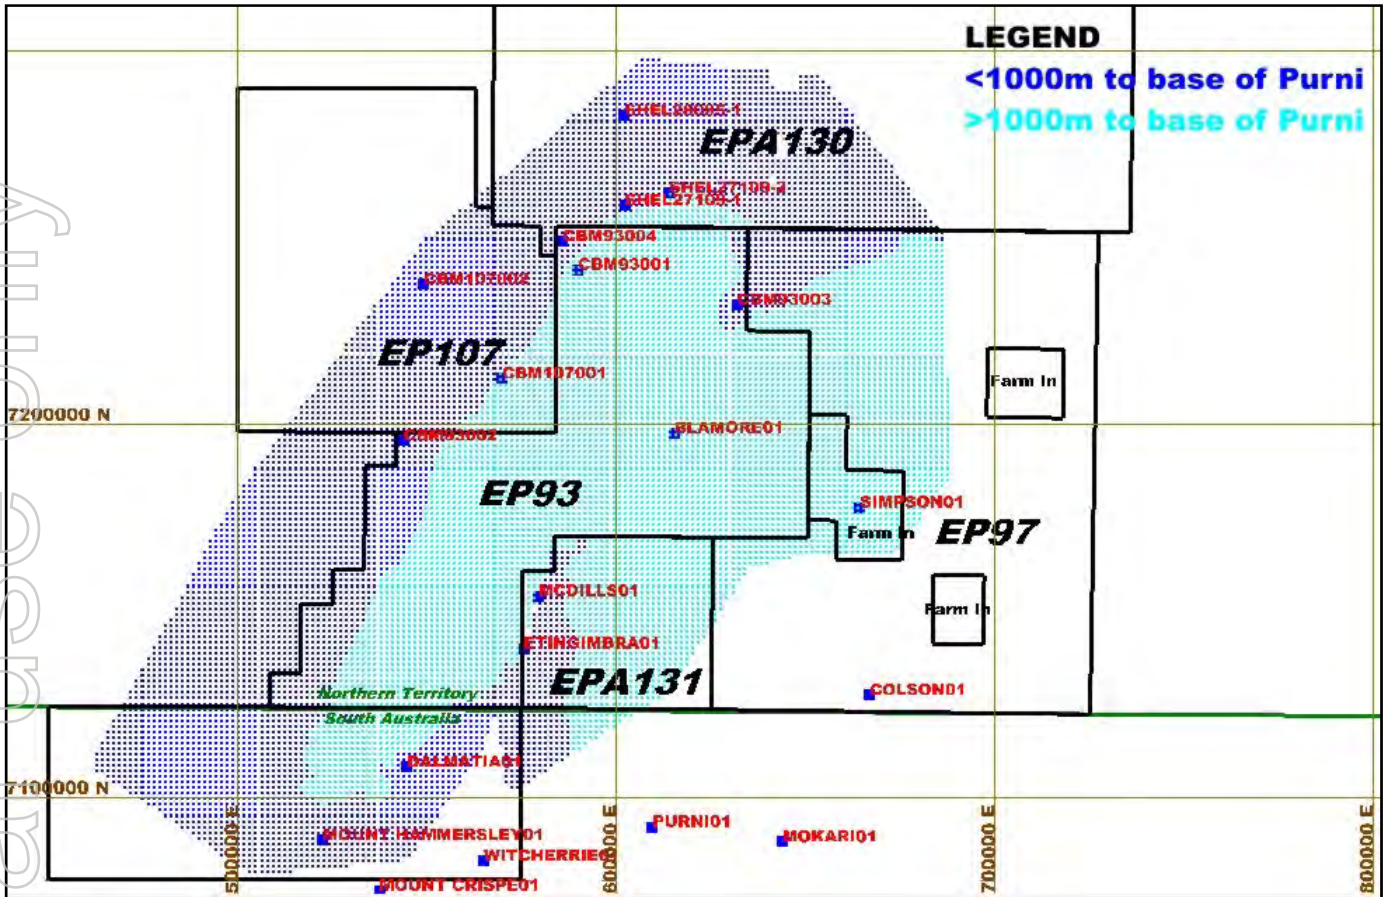 LEGEND
<1000m to base of Purni
>1000m to base of Purni
SHEL28005-1
EPA130
SHEL27109-2
SHEL27109-1
CBM93004
CBM93001
CBM107002
CBM93003
EP107
CBM107001
Farm In
7200000 N
CBM93002
BLAMORE01
EP93
SIMPSON01
Farm In
EP97
MCDILLS01
Farm In
ETINGIMBRA01
EPA131
COLSON01
Northern Territory
South Australia
DALMATIA01
7100000 N
PURNI01
MOUNT HAMMERSLEY01
MOKARI01
WITCHERRIE01
MOUNT CRISPE01
500000 E
600000 E
700000 E
800000 E